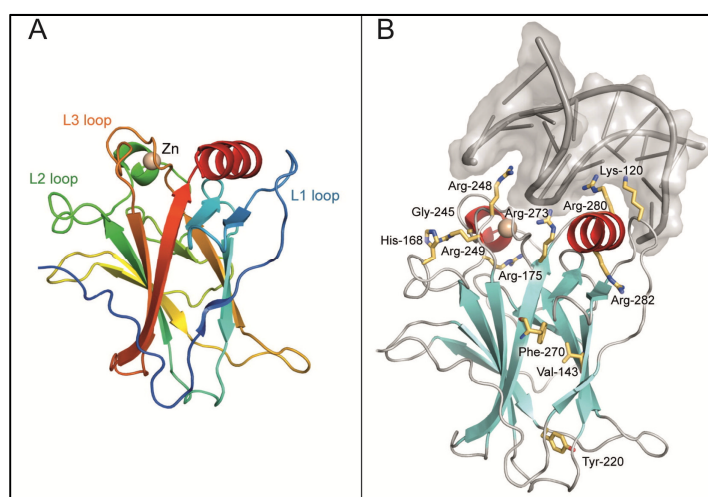 A
L3 loop
Zn
L2 loop
L1 loop
B
Lys-120
Arg-248
Arg-280
Gly-245
Arg-273
His-168
Arg-249
Arg-175
Arg-282
Phe-270
Val-143
Tyr-220